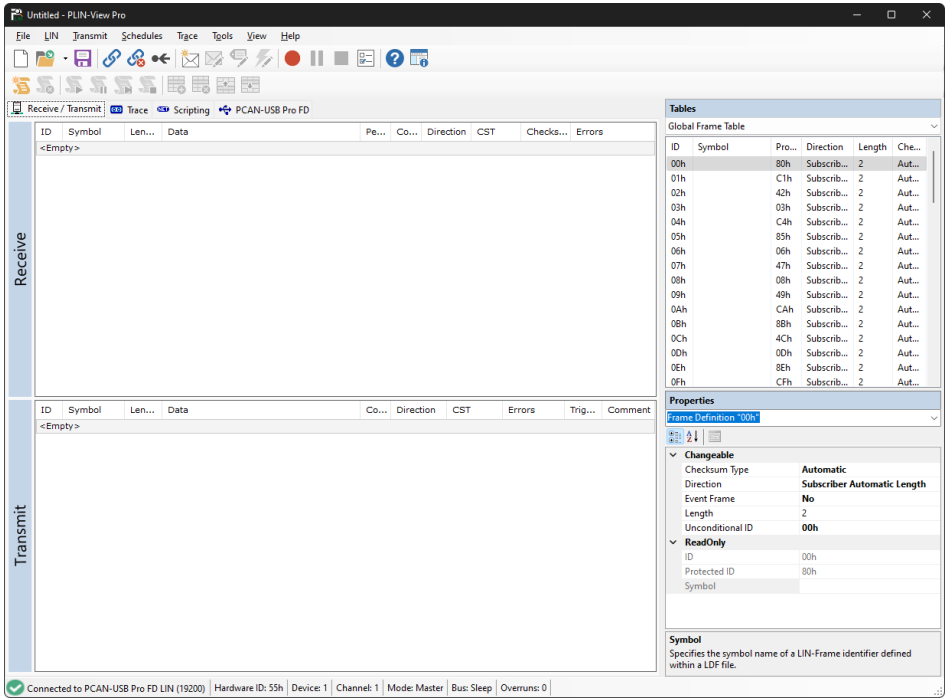 Untitled - PLIN-View Pro
File LIN Transmit Schedules Trace Tools View Help
Receive / Transmit Trace Scripting PCAN-USB Pro FD
Receive
ID Symbol Len... Data Pe... Co... Direction CST Checks... Errors
<Empty>
Transmit
ID Symbol Len... Data Co... Direction CST Errors Trig... Comment
<Empty>
Tables
Global Frame Table
ID Symbol Pro... Direction Length Che...
00h 80h Subscrib... 2 Aut...
01h C1h Subscrib... 2 Aut...
02h 42h Subscrib... 2 Aut...
03h 03h Subscrib... 2 Aut...
04h C4h Subscrib... 2 Aut...
05h 85h Subscrib... 2 Aut...
06h 06h Subscrib... 2 Aut...
07h 47h Subscrib... 2 Aut...
08h 08h Subscrib... 2 Aut...
09h 49h Subscrib... 2 Aut...
0Ah CAh Subscrib... 2 Aut...
0Bh 8Bh Subscrib... 2 Aut...
0Ch 4Ch Subscrib... 2 Aut...
0Dh 0Dh Subscrib... 2 Aut...
0Eh 8Eh Subscrib... 2 Aut...
0Fh CFh Subscrib... 2 Aut...
Properties
Frame Definition "00h"
Changeable
Checksum Type Automatic
Direction Subscriber Automatic Length
Event Frame No
Length 2
Unconditional ID 00h
ReadOnly
ID 00h
Protected ID 80h
Symbol
Symbol
Specifies the symbol name of a LIN-Frame identifier defined
within a LDF file.
Connected to PCAN-USB Pro FD LIN (19200) Hardware ID: 55h Device: 1 Channel: 1 Mode: Master Bus: Sleep Overruns: 0